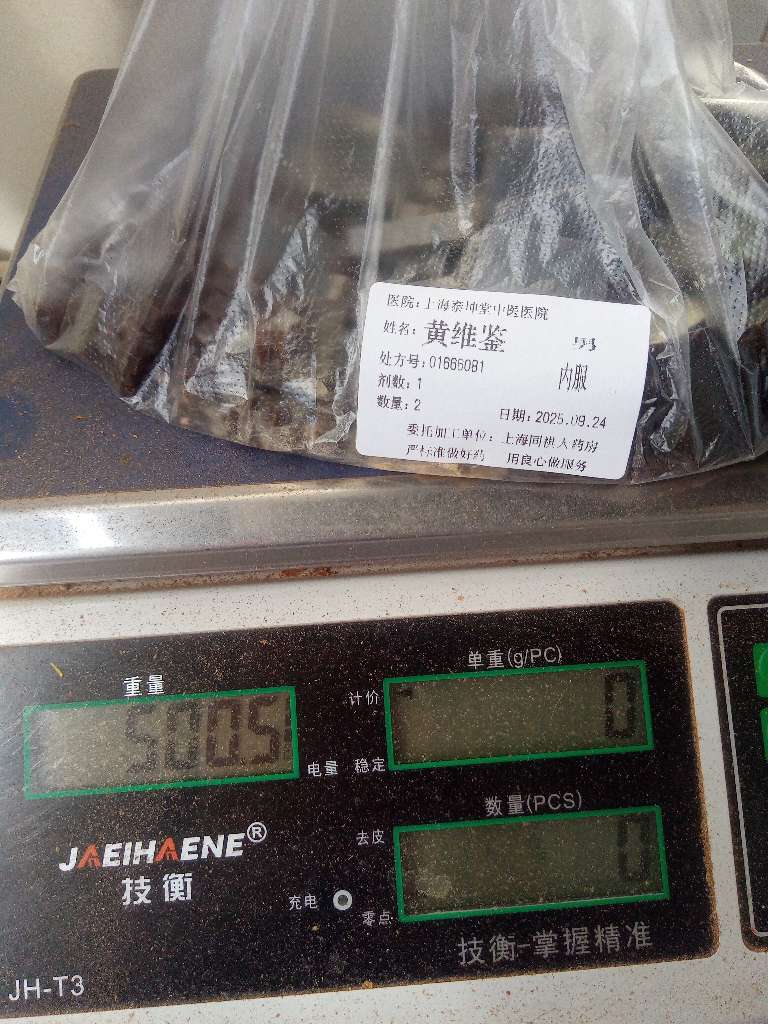 医院：上海泰坤堂中医医院
姓名：黄维鉴 男
处方号：01665081 内服
剂数：1
数量：2 日期：2025.09.24
委托加工单位：上海同祺大药房
严标准做好药 用良心做服务
重量
500.5
单重(g/PC)
计价
0
电量 稳定
数量(PCS)
去皮
0
JAEIHAENE®
技衡
充电 零点
技衡-掌握精准
JH-T3